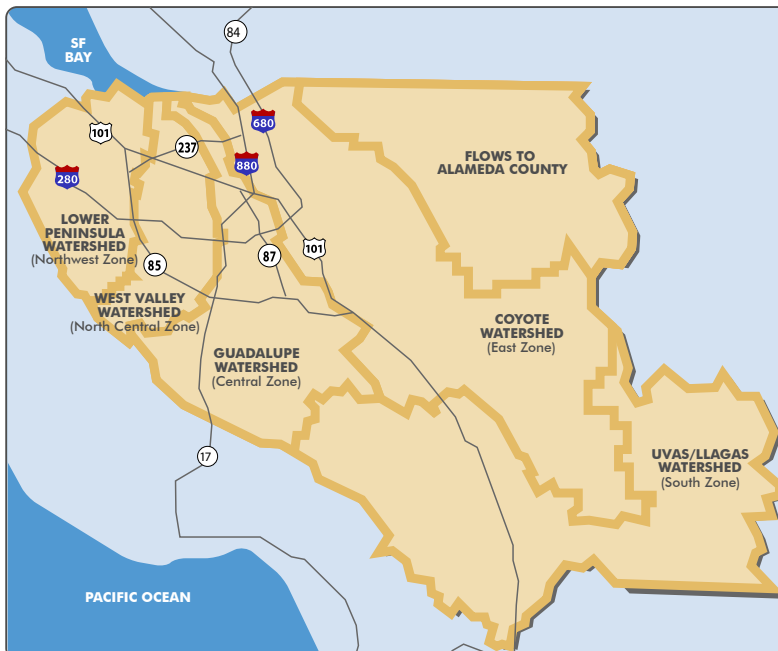 84
SF
BAY
680
101
237
880
FLOWS TO
ALAMEDA COUNTY
280
LOWER
PENINSULA
WATERSHED
(Northwest Zone)
101
87
85
WEST VALLEY
WATERSHED
(North Central Zone)
COYOTE
WATERSHED
(East Zone)
GUADALUPE
WATERSHED
(Central Zone)
17
UVAS/LLAGAS
WATERSHED
(South Zone)
PACIFIC OCEAN